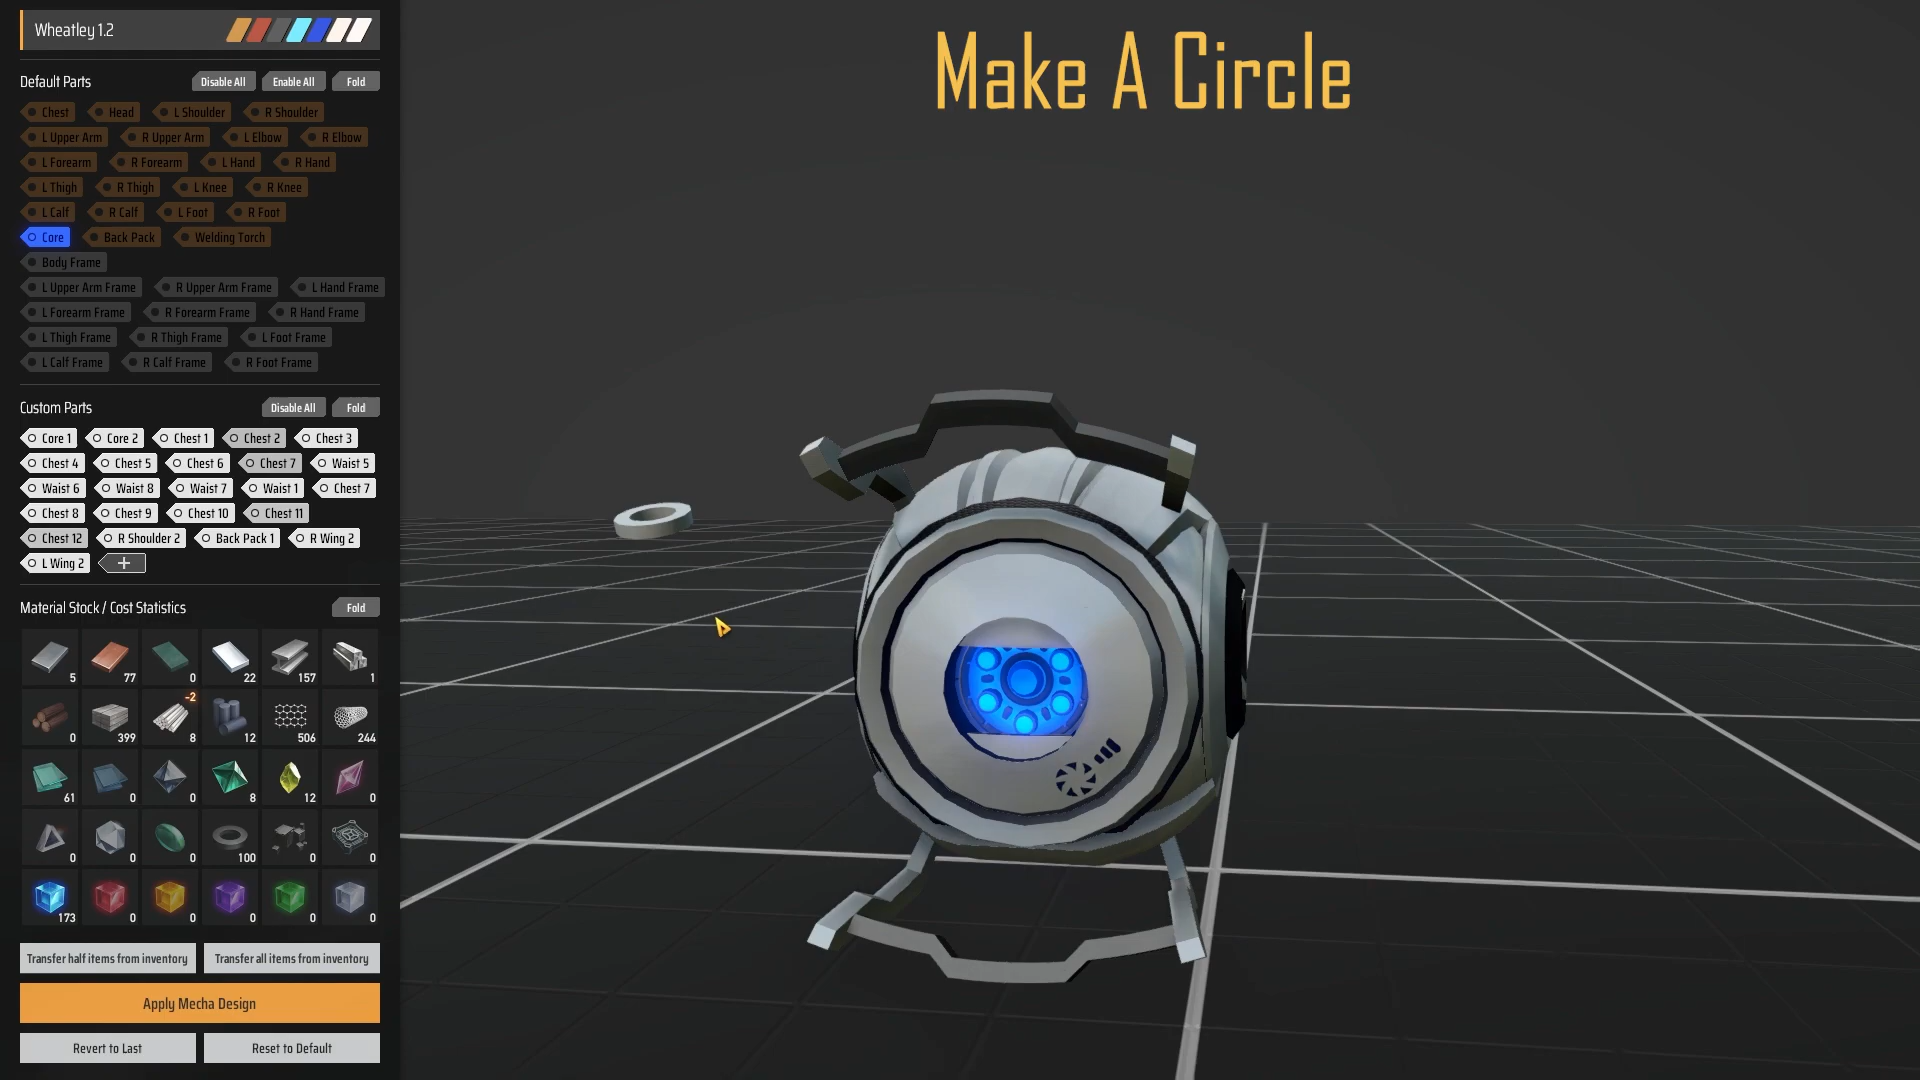 Wheatley 1.2
Make A Circle
Default Parts Disable All Enable All Fold
Chest Head L Shoulder R Shoulder
L Upper Arm R Upper Arm L Elbow R Elbow
L Forearm R Forearm L Hand R Hand
L Thigh R Thigh L Knee R Knee
L Calf R Calf L Foot R Foot
Core Back Pack Welding Torch
Body Frame
L Upper Arm Frame R Upper Arm Frame L Hand Frame
L Forearm Frame R Forearm Frame R Hand Frame
L Thigh Frame R Thigh Frame L Foot Frame
L Calf Frame R Calf Frame R Foot Frame
Custom Parts Disable All Fold
Core 1 Core 2 Chest 1 Chest 2 Chest 3
Chest 4 Chest 5 Chest 6 Chest 7 Waist 5
Waist 6 Waist 8 Waist 7 Waist 1 Chest 7
Chest 8 Chest 9 Chest 10 Chest 11
Chest 12 R Shoulder 2 Back Pack 1 R Wing 2
L Wing 2 +
Material Stock / Cost Statistics Fold
5 77 0 22 157 1
-2
0 399 8 12 506 244
61 0 0 8 12 0
0 0 0 100 0 0
173 0 0 0 0 0
Transfer half items from inventory Transfer all items from inventory
Apply Mecha Design
Revert to Last Reset to Default